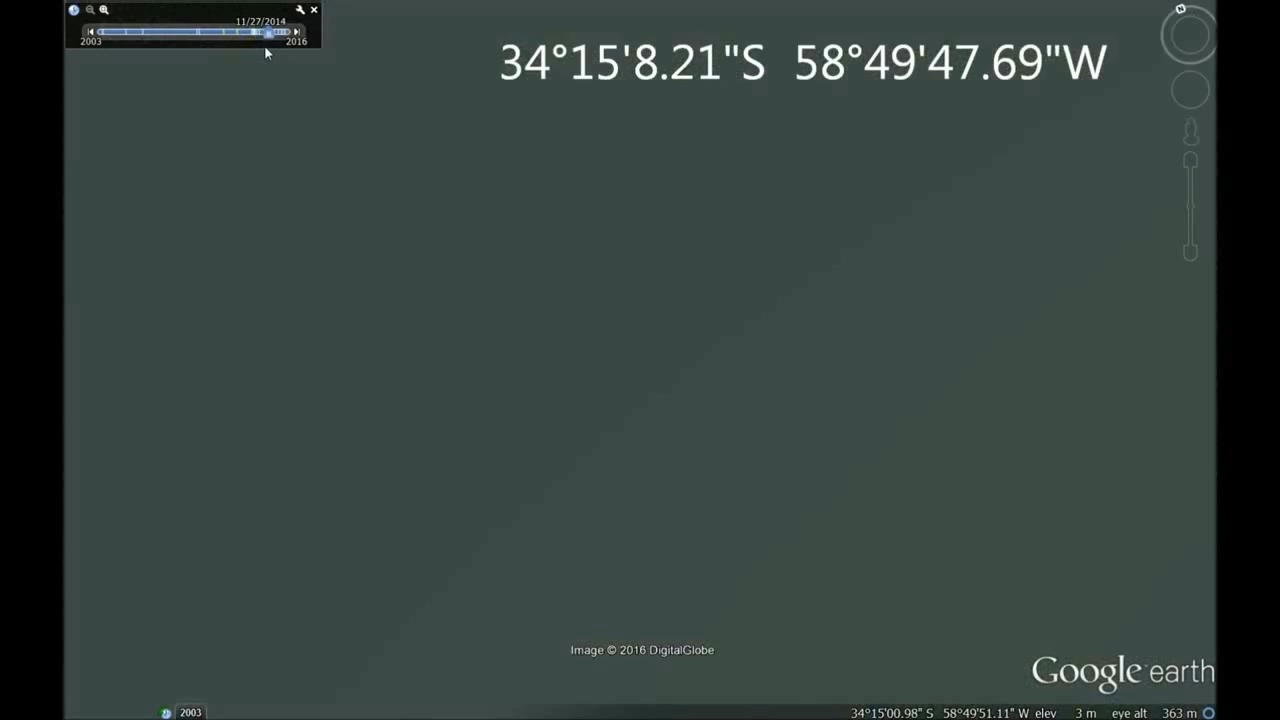 11/27/2014
2003
2016
34°15'8.21"S 58°49'47.69"W
Image © 2016 DigitalGlobe
Google earth
2003
34°15'00.98" S 58°49'51.11" W elev 3 m eye alt 363 m